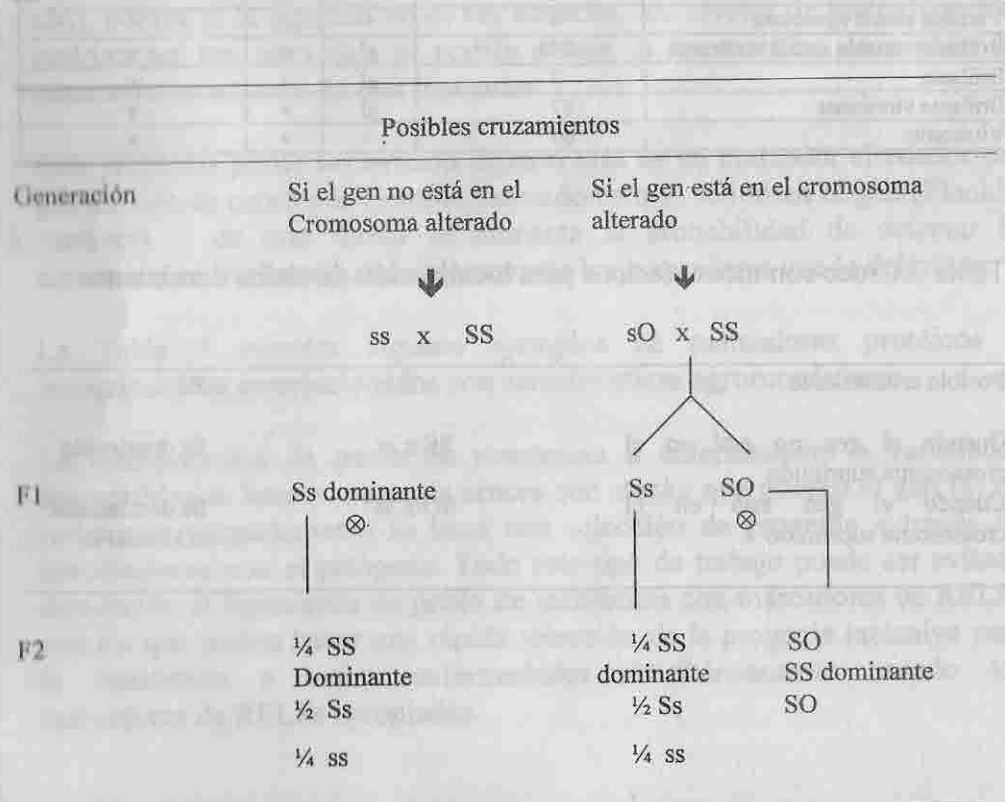 Posibles cruzamientos
Generación
Si el gen no está en el
Cromosoma alterado
Si el gen está en el cromosoma
alterado
ss x SS
sO x SS
F1
Ss dominante
⊗
Ss
SO
⊗
F2
¼ SS
Dominante
½ Ss
¼ ss
¼ SS
dominante
½ Ss
¼ ss
SO
SS dominante
SO